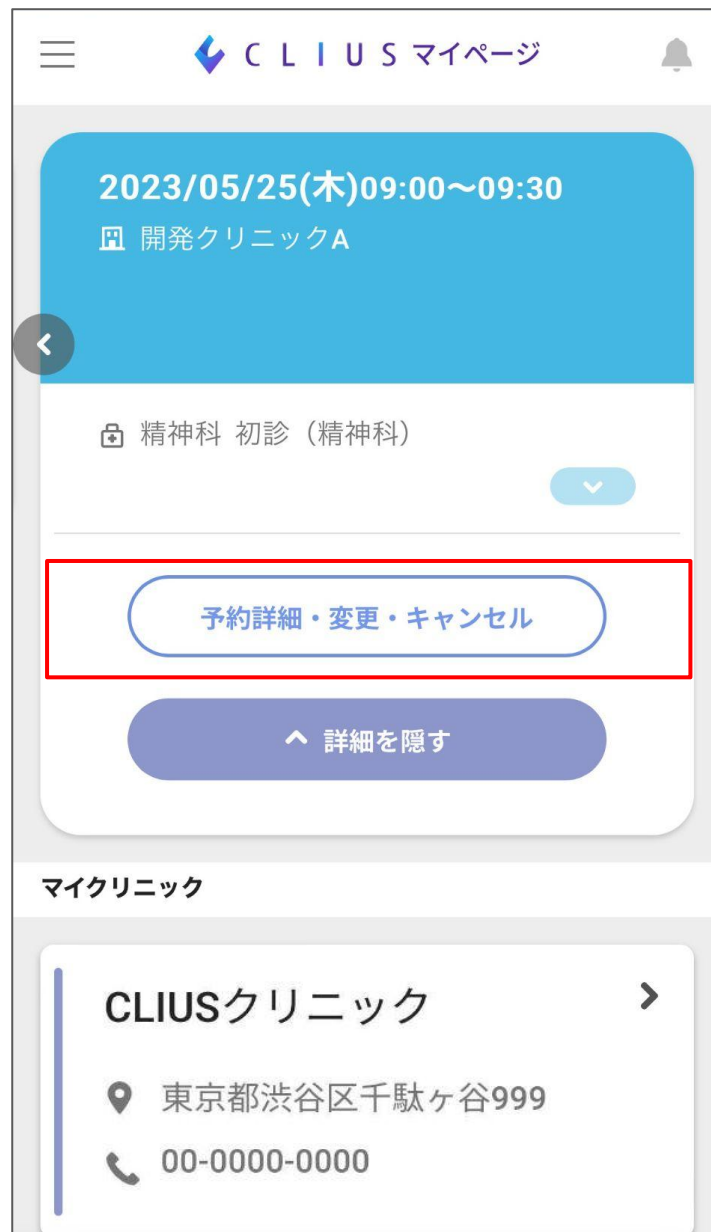 CLIUS マイページ
2023/05/25(木)09:00〜09:30
開発クリニックA
精神科 初診（精神科）
予約詳細・変更・キャンセル
詳細を隠す
マイクリニック
CLIUSクリニック
東京都渋谷区千駄ヶ谷999
00-0000-0000